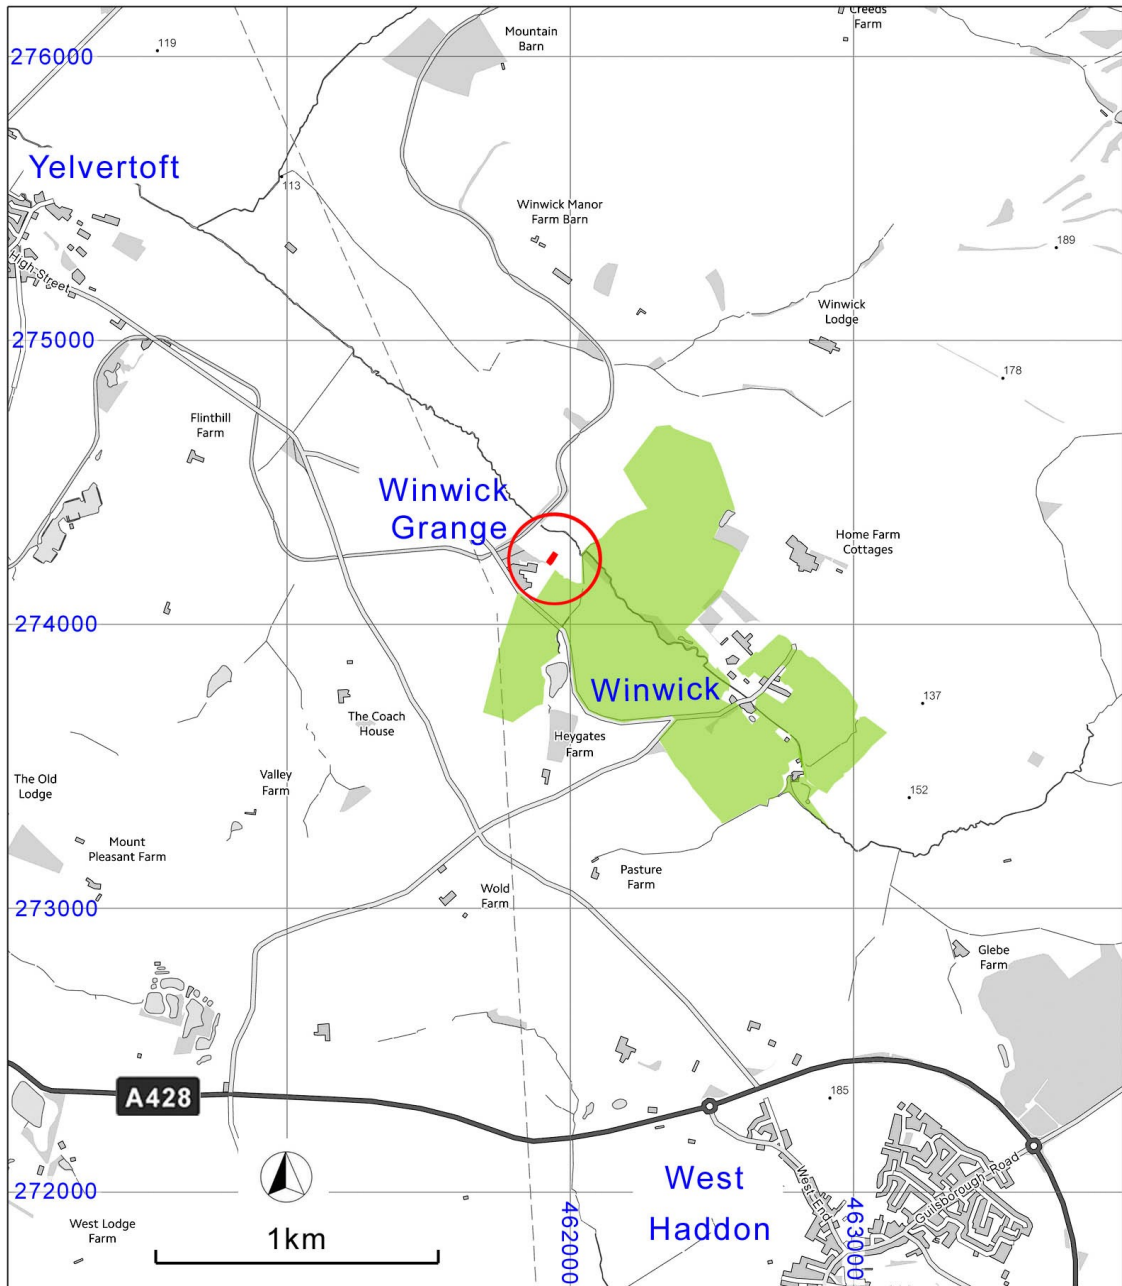 Creeds
Farm
Mountain
Barn
119
276000
Yelvertoft
113
Winwick Manor
Farm Barn
189
High Street
Winwick
Lodge
275000
178
Flinthill
Farm
Winwick
Grange
Home Farm
Cottages
274000
Winwick
137
The Coach
House
Heygates
Farm
The Old
Lodge
Valley
Farm
152
Mount
Pleasant Farm
Pasture
Farm
Wold
Farm
273000
Glebe
Farm
A428
185
West
Haddon
West End
Guilsborough Road
272000
462000
463000
West Lodge
Farm
1km